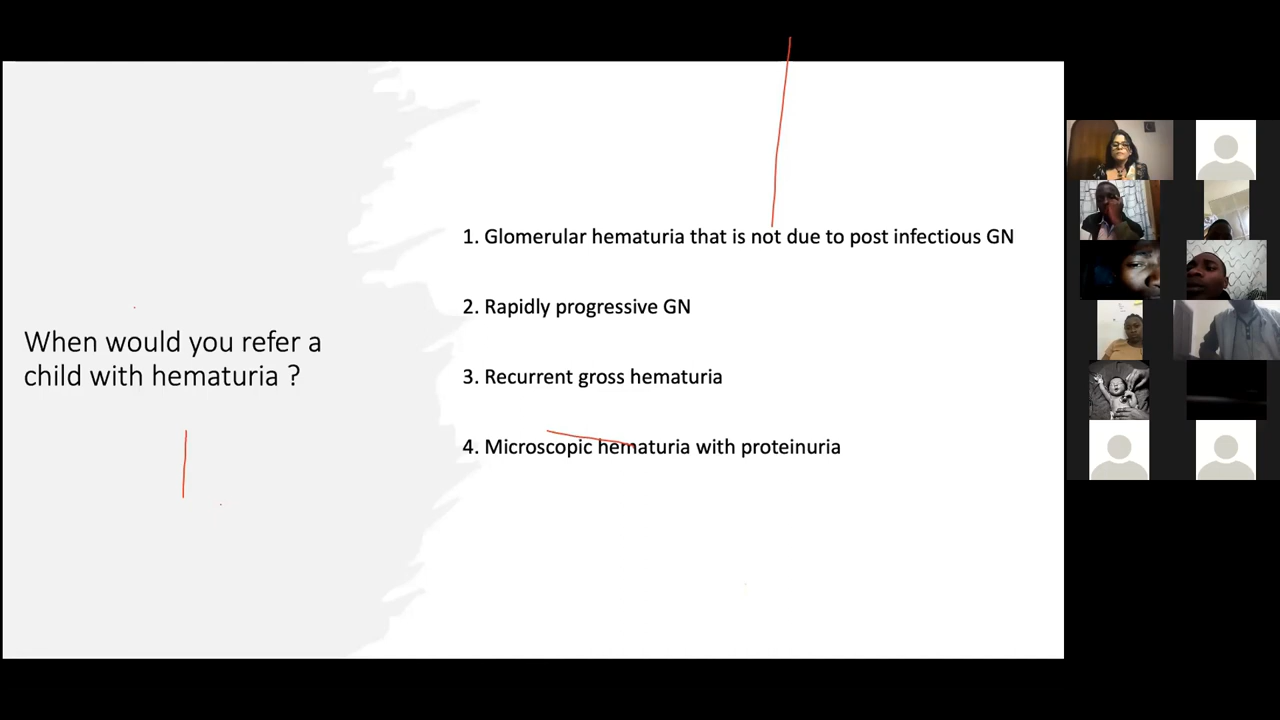 When would you refer a
child with hematuria ?
1. Glomerular hematuria that is not due to post infectious GN
2. Rapidly progressive GN
3. Recurrent gross hematuria
4. Microscopic hematuria with proteinuria